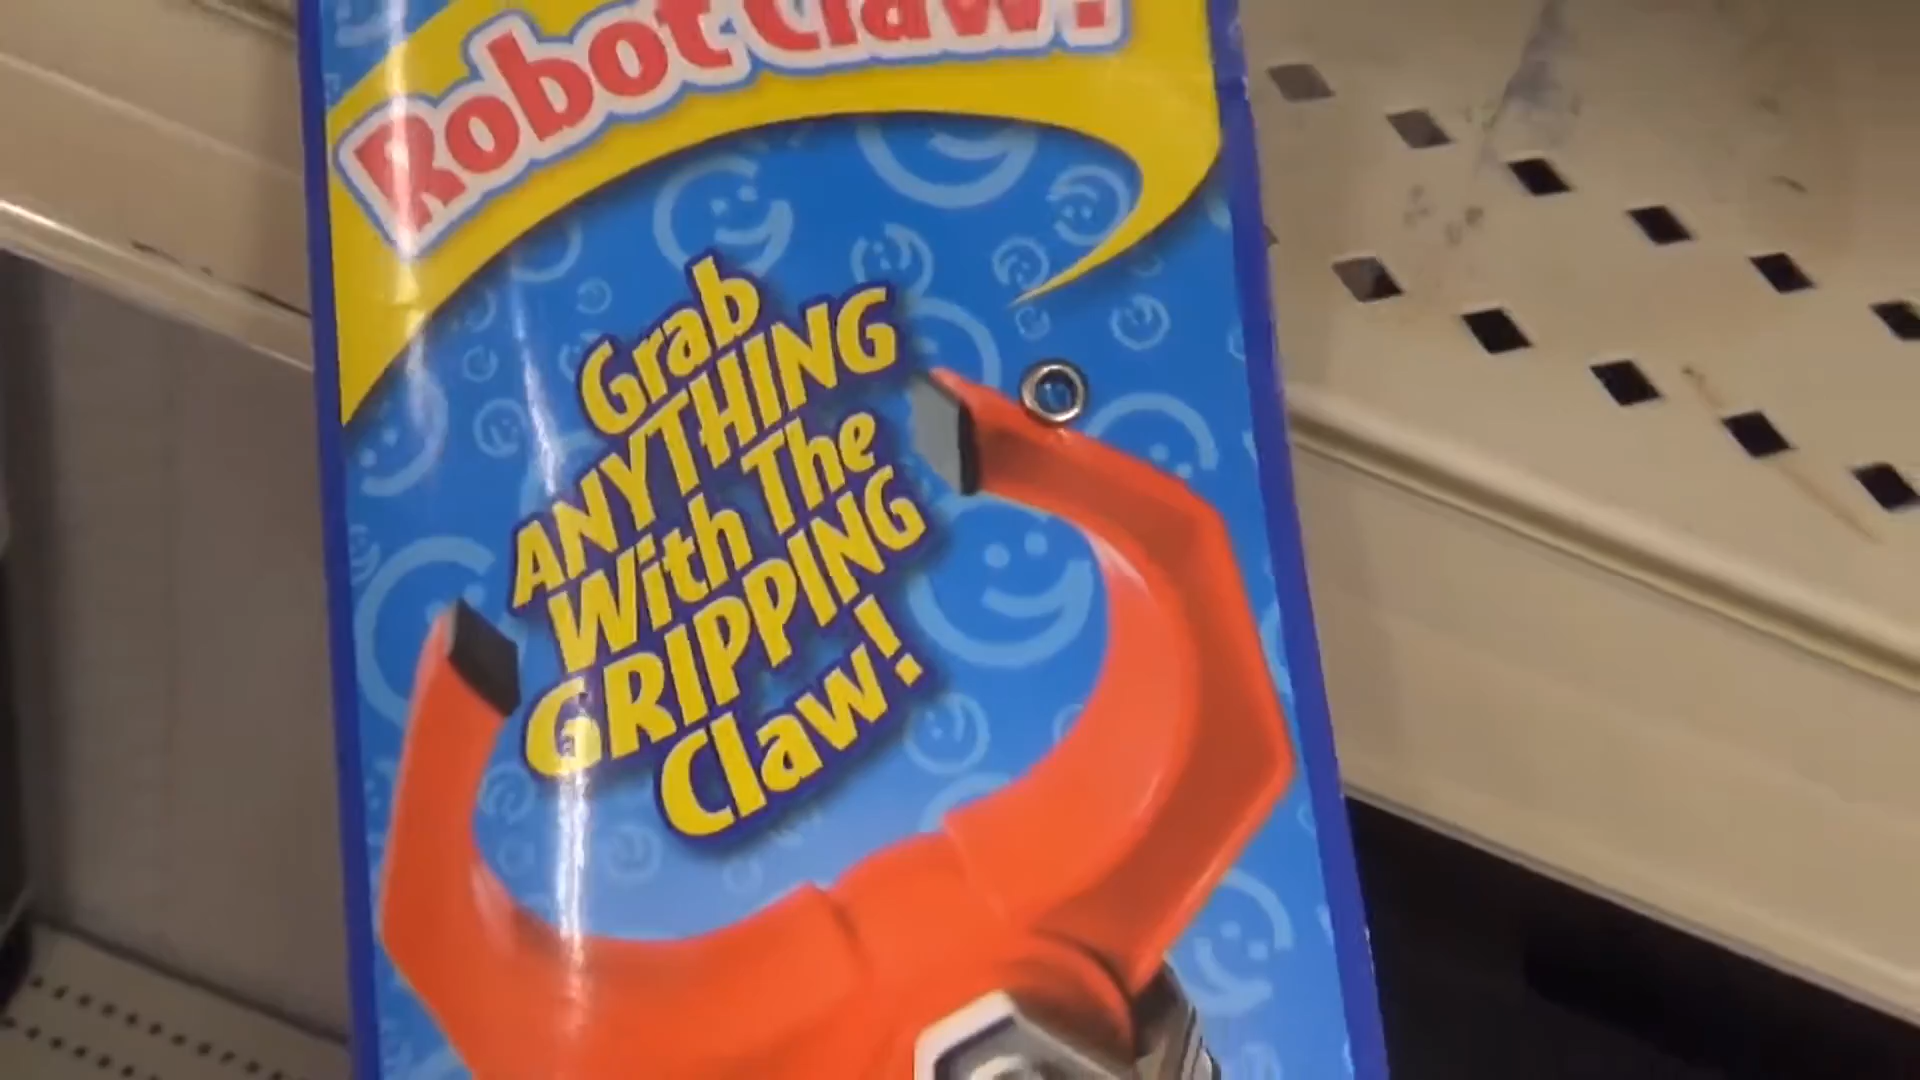 Robot Claw!
Grab
ANYTHING
With The
GRIPPING
Claw!